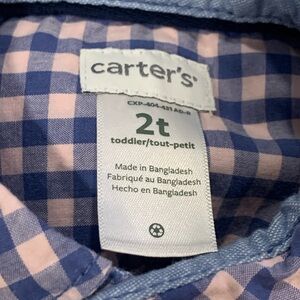 carter's®
2t
toddler/tout-petit
Made in Bangladesh
Fabriqué au Bangladesh
Hecho en Bangladesh